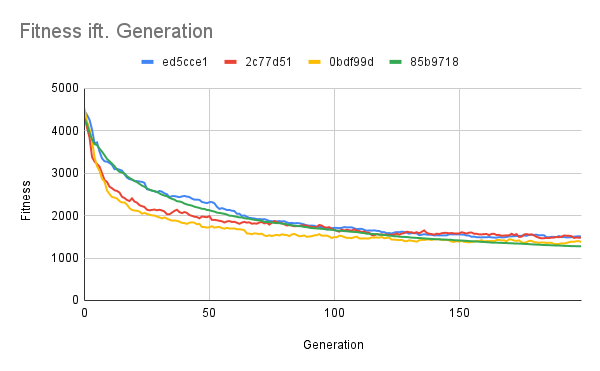 Fitness ift. Generation
ed5cce1 2c77d51 0bdf99d 85b9718
5000
4000
3000
2000
1000
0
Fitness
0 50 100 150
Generation